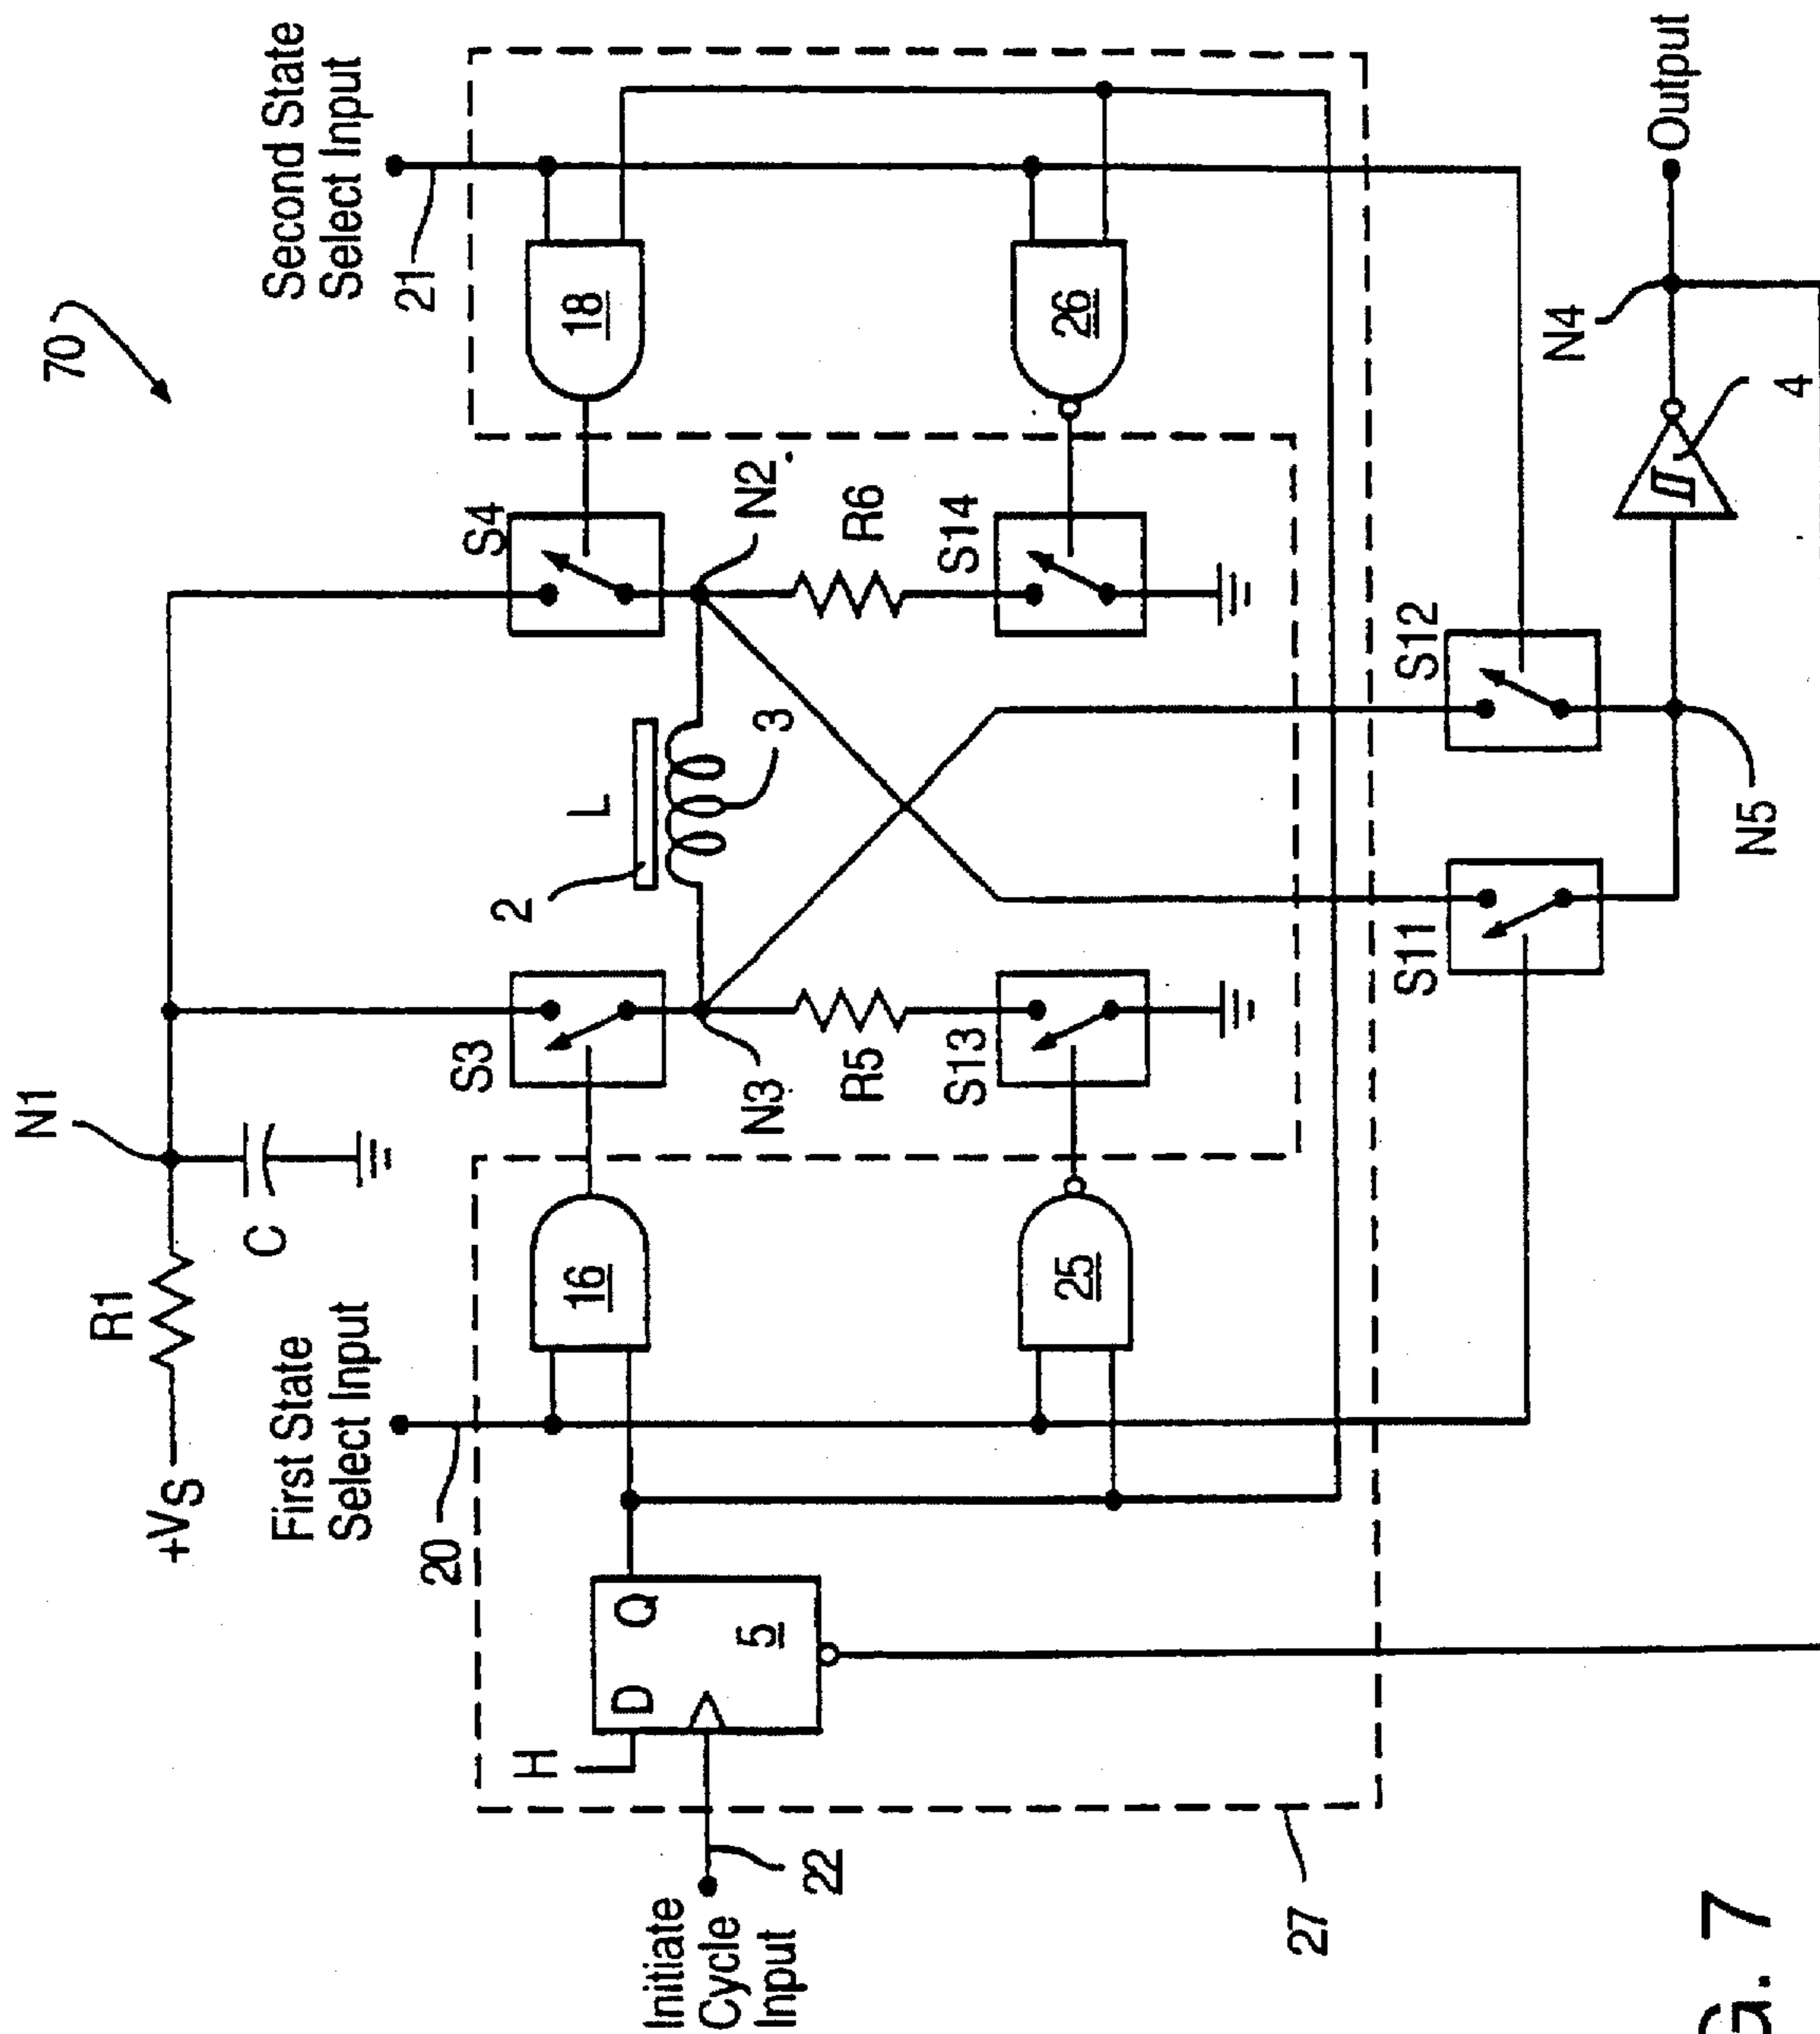 70
N1
R1
+VS
C
First State
Select Input
20
Second State
Select Input
21
S3
S4
16
18
2
L
3
N2
N3
R5
R6
S13
S14
25
26
H
D
Q
5
Initiate
Cycle
Input
22
27
S11
S12
N5
4
N4
Output
G. 7